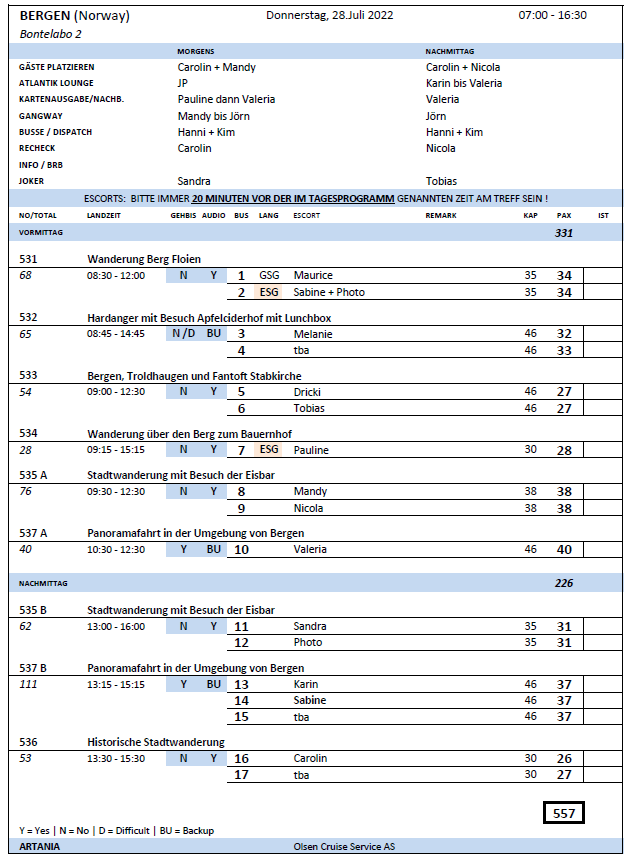 BERGEN (Norway) Donnerstag, 28.Juli 2022 07:00 - 16:30
Bontelabo 2
MORGENS NACHMITTAG
GÄSTE PLATZIEREN Carolin + Mandy Carolin + Nicola
ATLANTIK LOUNGE JP Karin bis Valeria
KARTENAUSGABE/NACHB. Pauline dann Valeria Valeria
GANGWAY Mandy bis Jörn Jörn
BUSSE / DISPATCH Hanni + Kim Hanni + Kim
RECHECK Carolin Nicola
INFO / BRB
JOKER Sandra Tobias
ESCORTS: BITTE IMMER 20 MINUTEN VOR DER IM TAGESPROGRAMM GENANNTEN ZEIT AM TREFF SEIN !
NO/TOTAL LANDZEIT GEHBIS AUDIO BUS LANG ESCORT REMARK KAP PAX IST
VORMITTAG 331
531 Wanderung Berg Floien
68 08:30 - 12:00 N Y 1 GSG Maurice 35 34
2 ESG Sabine + Photo 35 34
532 Hardanger mit Besuch Apfelciderhof mit Lunchbox
65 08:45 - 14:45 N /D BU 3 Melanie 46 32
4 tba 46 33
533 Bergen, Troldhaugen und Fantoft Stabkirche
54 09:00 - 12:30 N Y 5 Dricki 46 27
6 Tobias 46 27
534 Wanderung über den Berg zum Bauernhof
28 09:15 - 15:15 N Y 7 ESG Pauline 30 28
535 A Stadtwanderung mit Besuch der Eisbar
76 09:30 - 12:30 N Y 8 Mandy 38 38
9 Nicola 38 38
537 A Panoramafahrt in der Umgebung von Bergen
40 10:30 - 12:30 Y BU 10 Valeria 46 40
NACHMITTAG 226
535 B Stadtwanderung mit Besuch der Eisbar
62 13:00 - 16:00 N Y 11 Sandra 35 31
12 Photo 35 31
537 B Panoramafahrt in der Umgebung von Bergen
111 13:15 - 15:15 Y BU 13 Karin 46 37
14 Sabine 46 37
15 tba 46 37
536 Historische Stadtwanderung
53 13:30 - 15:30 N Y 16 Carolin 30 26
17 tba 30 27
557
Y = Yes | N = No | D = Difficult | BU = Backup
ARTANIA Olsen Cruise Service AS